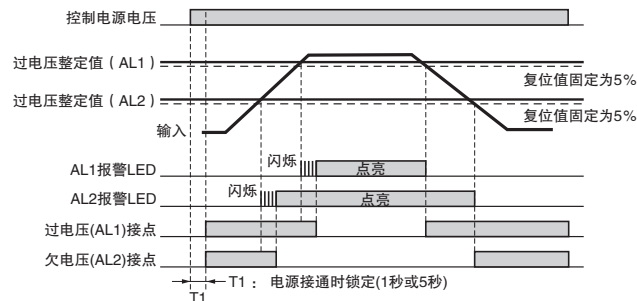 控制电源电压
过电压整定值（AL1）
复位值固定为5%
过电压整定值（AL2）
复位值固定为5%
输入
闪烁
AL1报警LED
点亮
闪烁
AL2报警LED
点亮
过电压(AL1)接点
欠电压(AL2)接点
T1 ： 电源接通时锁定(1秒或5秒)
T1